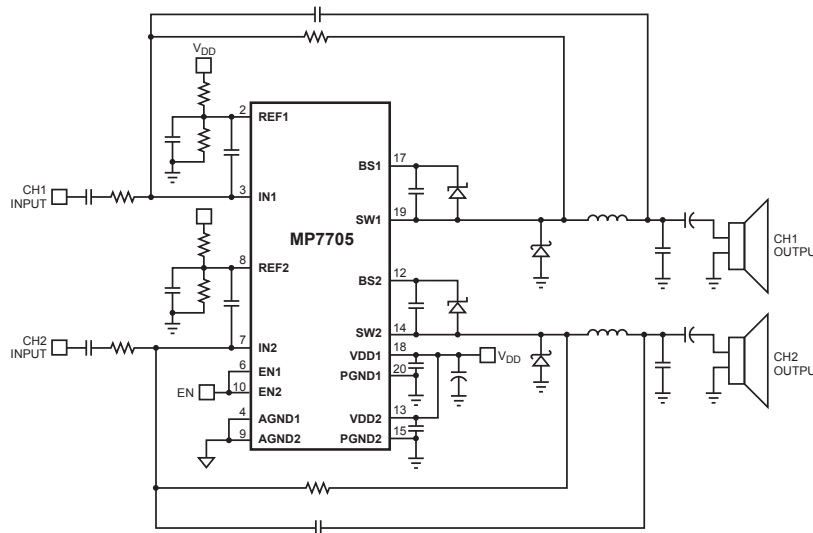 VDD
2
REF1
17
BS1
CH1
INPUT
3
IN1
19
SW1
MP7705
CH1
OUTPUT
8
REF2
12
BS2
CH2
INPUT
7
IN2
14
SW2
18
VDD1
VDD
6
EN1
20
PGND1
EN
10
EN2
CH2
OUTPUT
4
AGND1
13
VDD2
9
AGND2
15
PGND2